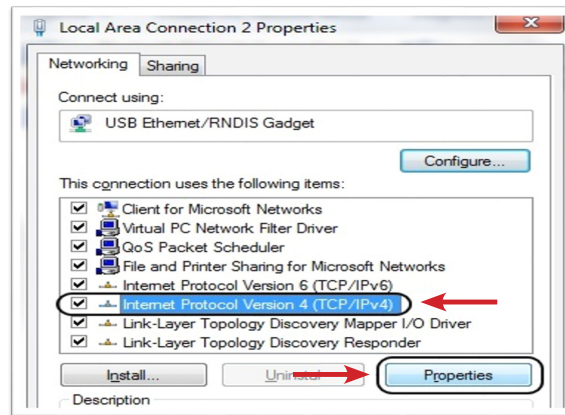 Local Area Connection 2 Properties
Networking Sharing
Connect using:
USB Ethernet/RNDIS Gadget
Configure...
This connection uses the following items:
Client for Microsoft Networks
Virtual PC Network Filter Driver
QoS Packet Scheduler
File and Printer Sharing for Microsoft Networks
Internet Protocol Version 6 (TCP/IPv6)
Internet Protocol Version 4 (TCP/IPv4)
Link-Layer Topology Discovery Mapper I/O Driver
Link-Layer Topology Discovery Responder
Install... Properties
Description